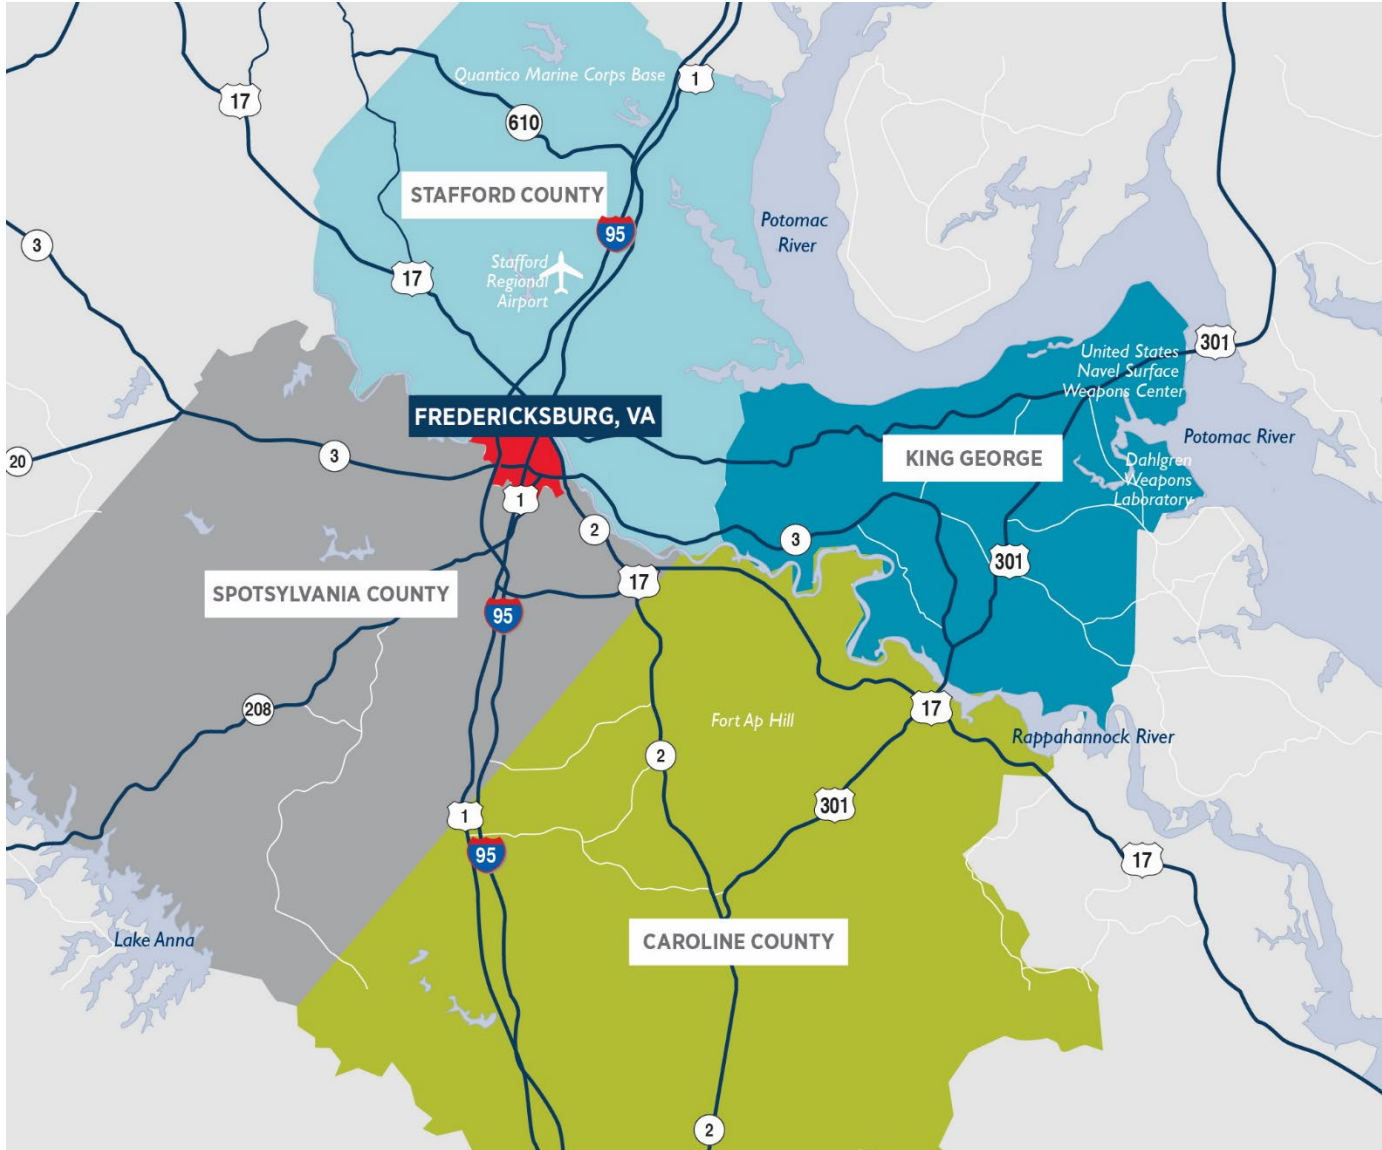 Quantico Marine Corps Base
1
17
610
STAFFORD COUNTY
Potomac
River
95
3
Stafford
Regional
Airport
17
301
United States
Navel Surface
Weapons Center
FREDERICKSBURG, VA
Potomac River
20
3
KING GEORGE
Dahlgren
Weapons
Laboratory
1
2
3
301
17
SPOTSYLVANIA COUNTY
95
208
Fort Ap Hill
17
Rappahannock River
2
301
1
95
17
Lake Anna
CAROLINE COUNTY
2